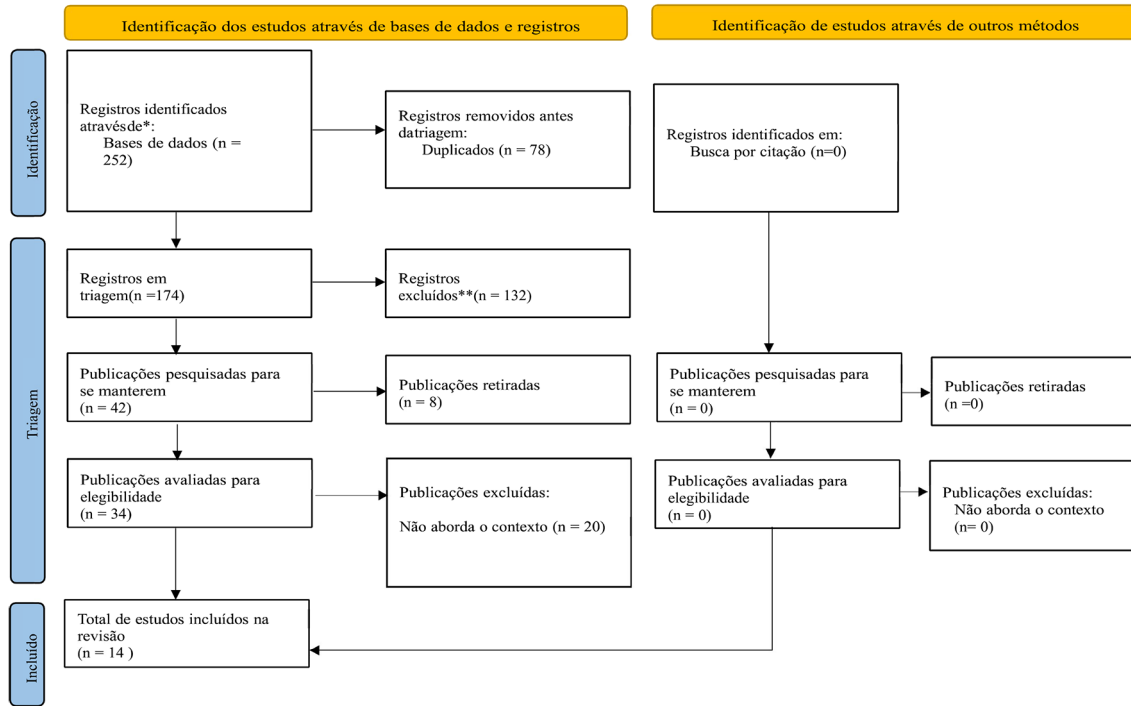 Identificação dos estudos através de bases de dados e registros
Identificação de estudos através de outros métodos
Identificação
Registros identificados
atravésde*:
Bases de dados (n =
252)
Registros removidos antes
datriagem:
Duplicados (n = 78)
Registros identificados em:
Busca por citação (n=0)
Triagem
Registros em
triagem(n =174)
Registros
excluídos**(n = 132)
Publicações pesquisadas para
se manterem
(n = 42)
Publicações retiradas
(n = 8)
Publicações pesquisadas para
se manterem
(n = 0)
Publicações retiradas
(n =0)
Publicações avaliadas para
elegibilidade
(n = 34)
Publicações excluídas:
Não aborda o contexto (n = 20)
Publicações avaliadas para
elegibilidade
(n = 0)
Publicações excluídas:
Não aborda o contexto
(n= 0)
Incluído
Total de estudos incluídos na
revisão
(n = 14 )